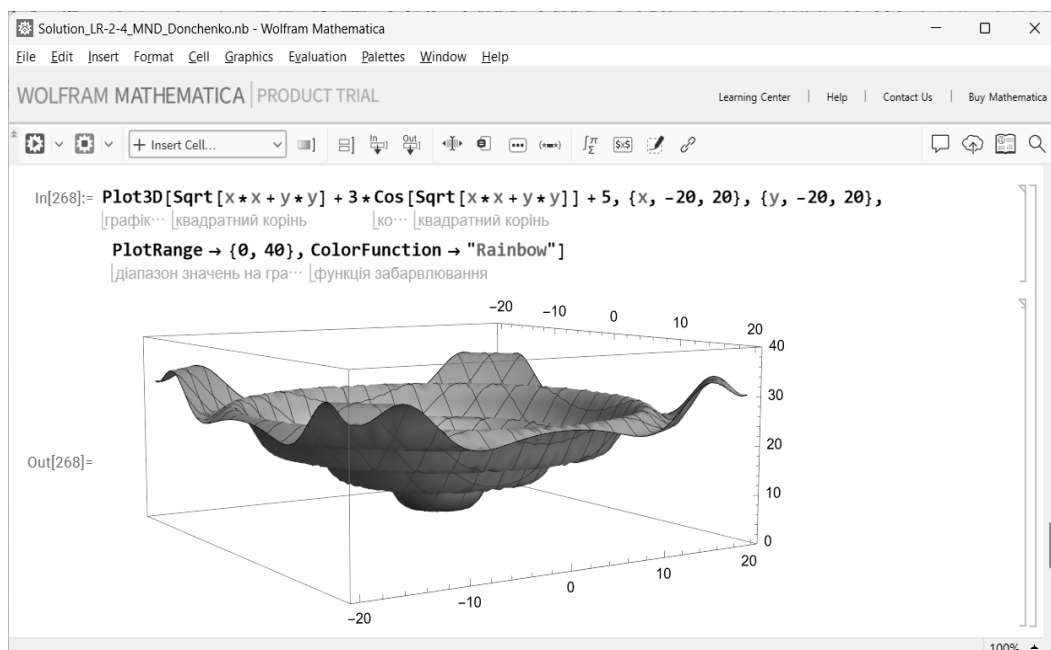 Solution_LR-2-4_MND_Donchenko.nb - Wolfram Mathematica
File Edit Insert Format Cell Graphics Evaluation Palettes Window Help
WOLFRAM MATHEMATICA | PRODUCT TRIAL
Learning Center | Help | Contact Us | Buy Mathematica
+ Insert Cell...
In Out (∗=∗) ∫Σπ $x$
In[268]:= Plot3D[Sqrt[x * x + y * y] + 3 * Cos[Sqrt[x * x + y * y]] + 5, {x, -20, 20}, {y, -20, 20},
графік… квадратний корінь ко… квадратний корінь
PlotRange → {0, 40}, ColorFunction → "Rainbow"]
діапазон значень на гра… функція забарвлювання
-20 -10 0 10 20
40
30
20
10
0
Out[268]=
20
10
0
-10
-20
100%